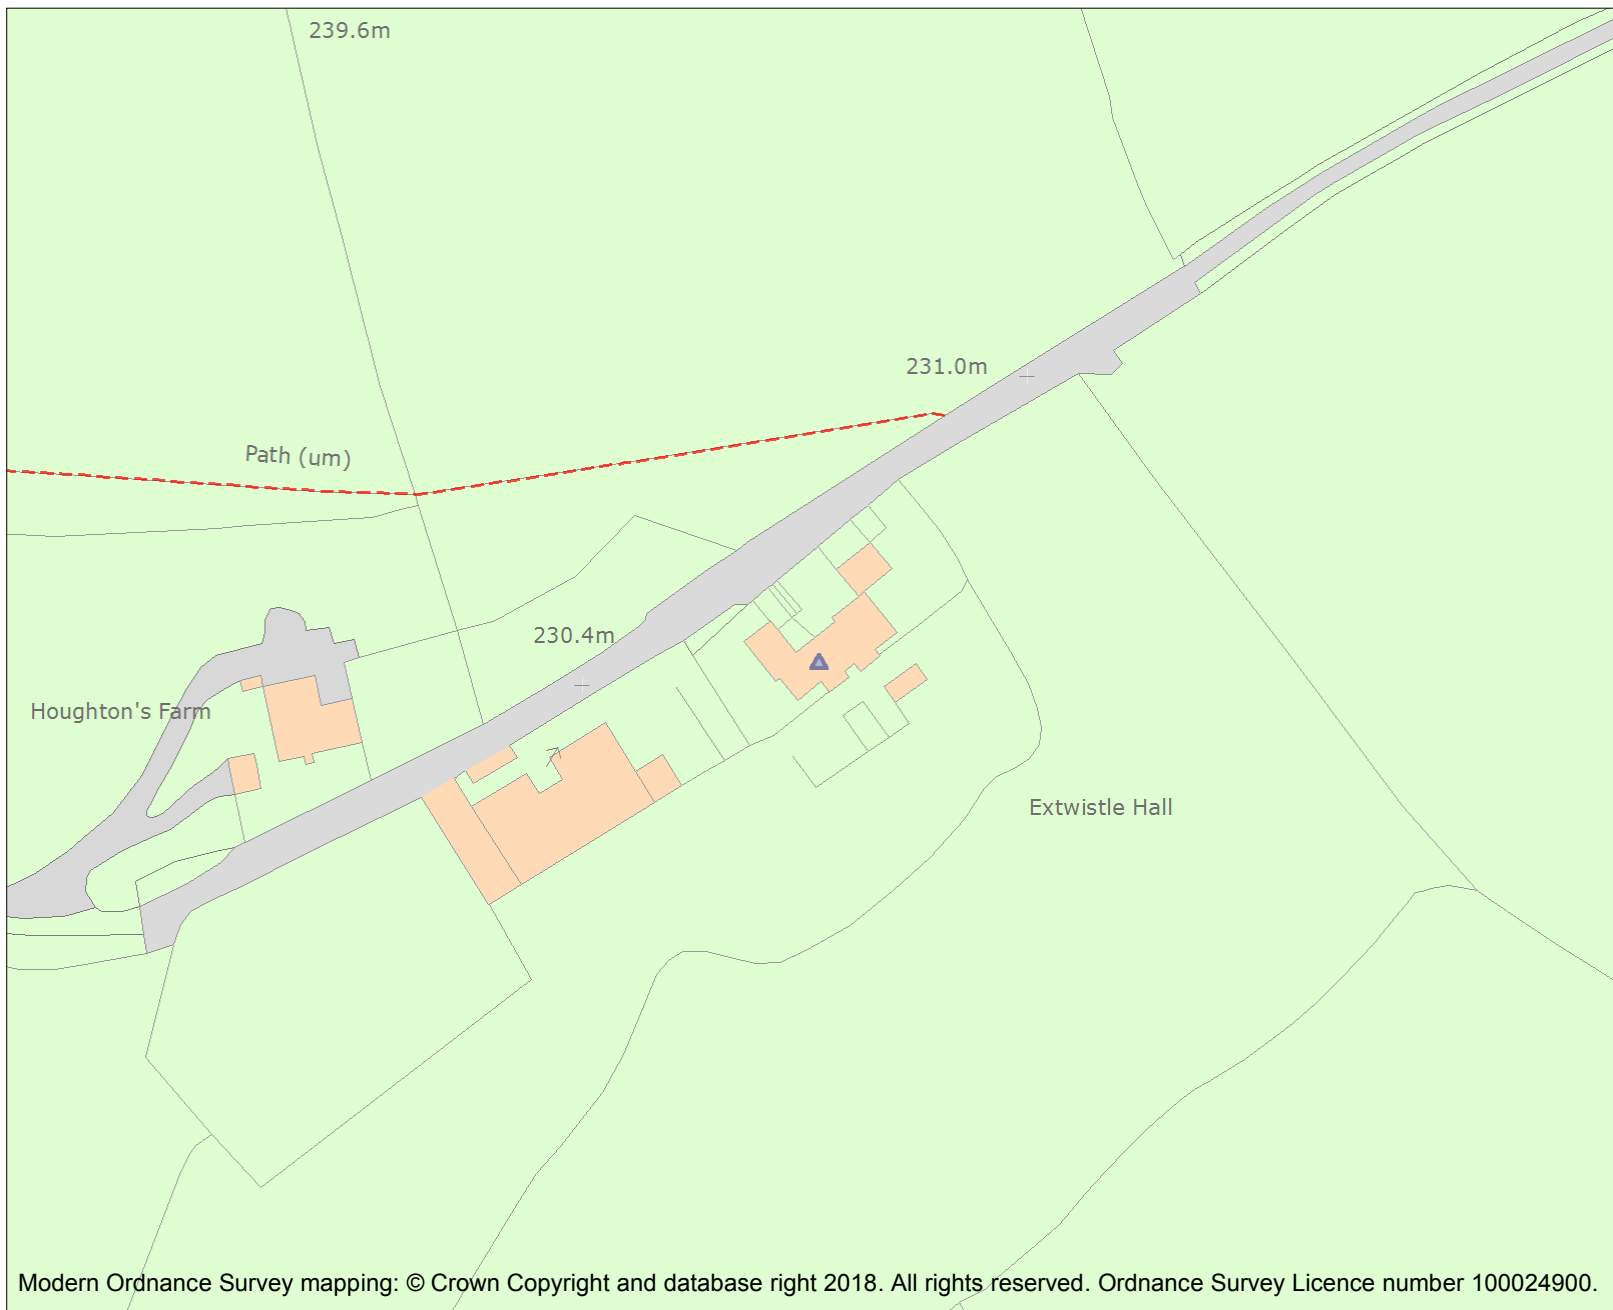 239.6m
231.0m
Path (um)
230.4m
Houghton's Farm
Extwistle Hall
Modern Ordnance Survey mapping: © Crown Copyright and database right 2018. All rights reserved. Ordnance Survey Licence number 100024900.